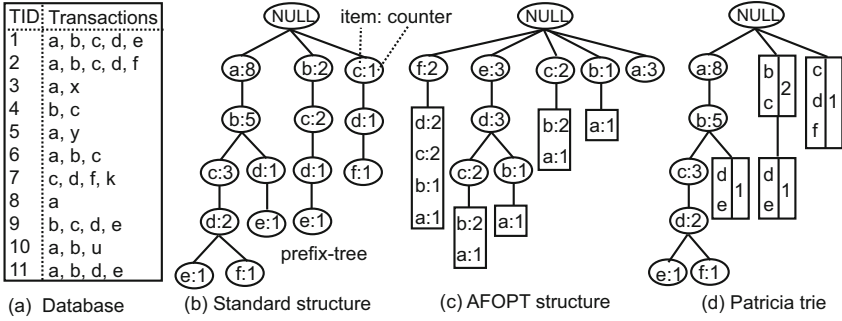 TID Transactions
1 a, b, c, d, e
2 a, b, c, d, f
3 a, x
4 b, c
5 a, y
6 a, b, c
7 c, d, f, k
8 a
9 b, c, d, e
10 a, b, u
11 a, b, d, e
(a) Database
NULL
item: counter
a:8 b:2 c:1
b:5 c:2 d:1
c:3 d:1 d:1 f:1
d:2 e:1 e:1
e:1 f:1
prefix-tree
(b) Standard structure
NULL
f:2 e:3 c:2 b:1 a:3
d:2 d:3 b:2 a:1
c:2 a:1
b:1 c:2 b:1
a:1 b:2 a:1
a:1
(c) AFOPT structure
NULL
a:8 b c 2 c d f 1
b:5
c:3 d e 1 d e 1
d:2
e:1 f:1
(d) Patricia trie